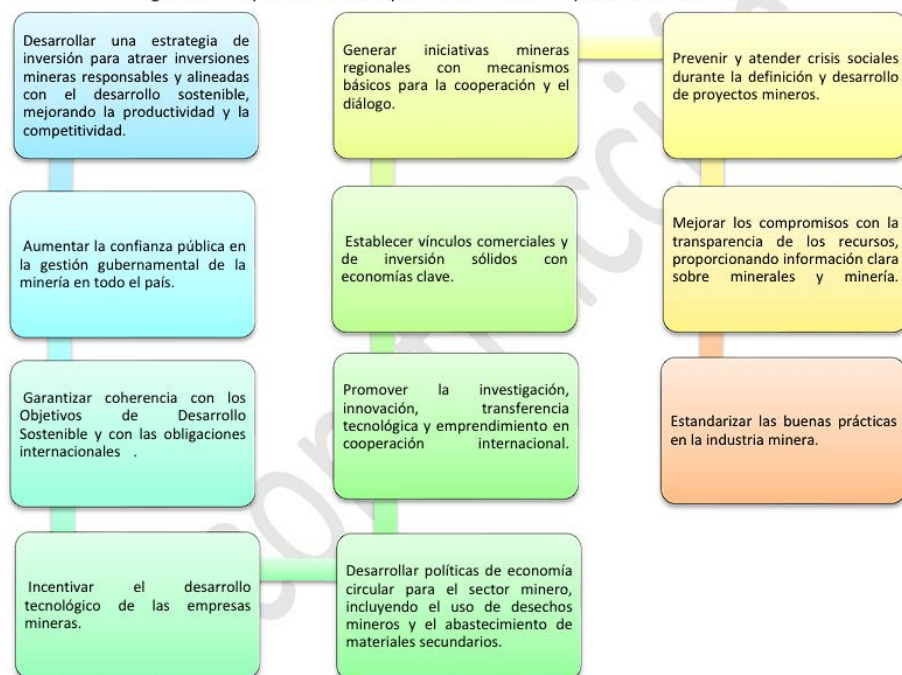 Desarrollar una estrategia de
inversión para atraer inversiones
mineras responsables y alineadas
con el desarrollo sostenible,
mejorando la productividad y la
competitividad.
Aumentar la confianza pública en
la gestión gubernamental de la
minería en todo el país.
Garantizar coherencia con los
Objetivos de Desarrollo
Sostenible y con las obligaciones
internacionales .
Incentivar el desarrollo
tecnológico de las empresas
mineras.
Desarrollar políticas de economía
circular para el sector minero,
incluyendo el uso de desechos
mineros y el abastecimiento de
materiales secundarios.
Promover la investigación,
innovación, transferencia
tecnológica y emprendimiento en
cooperación internacional.
Establecer vínculos comerciales y
de inversión sólidos con
economías clave.
Generar iniciativas mineras
regionales con mecanismos
básicos para la cooperación y el
diálogo.
Prevenir y atender crisis sociales
durante la definición y desarrollo
de proyectos mineros.
Mejorar los compromisos con la
transparencia de los recursos,
proporcionando información clara
sobre minerales y minería.
Estandarizar las buenas prácticas
en la industria minera.